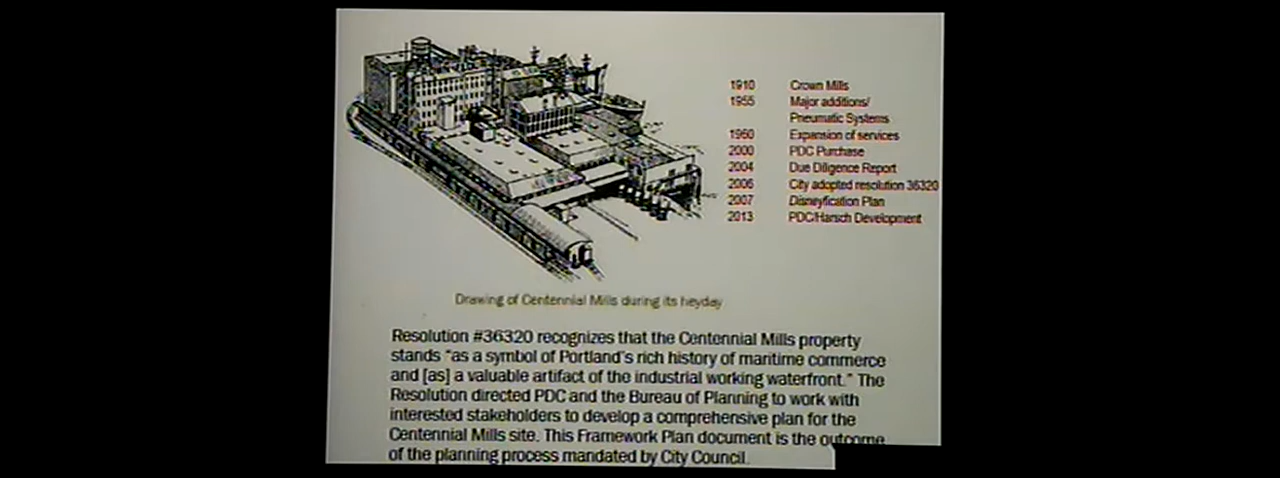 1910 Crown Mills
1955 Major additions/
Pneumatic Systems
1960 Expansion of services
2000 PDC Purchase
2004 Due Diligence Report
2006 City adopted resolution 36320
2007 Disneyfication Plan
2013 PDC/Harsch Development
Drawing of Centennial Mills during its heyday
Resolution #36320 recognizes that the Centennial Mills property
stands "as a symbol of Portland's rich history of maritime commerce
and [as] a valuable artifact of the industrial working waterfront." The
Resolution directed PDC and the Bureau of Planning to work with
interested stakeholders to develop a comprehensive plan for the
Centennial Mills site. This Framework Plan document is the outcome
of the planning process mandated by City Council.